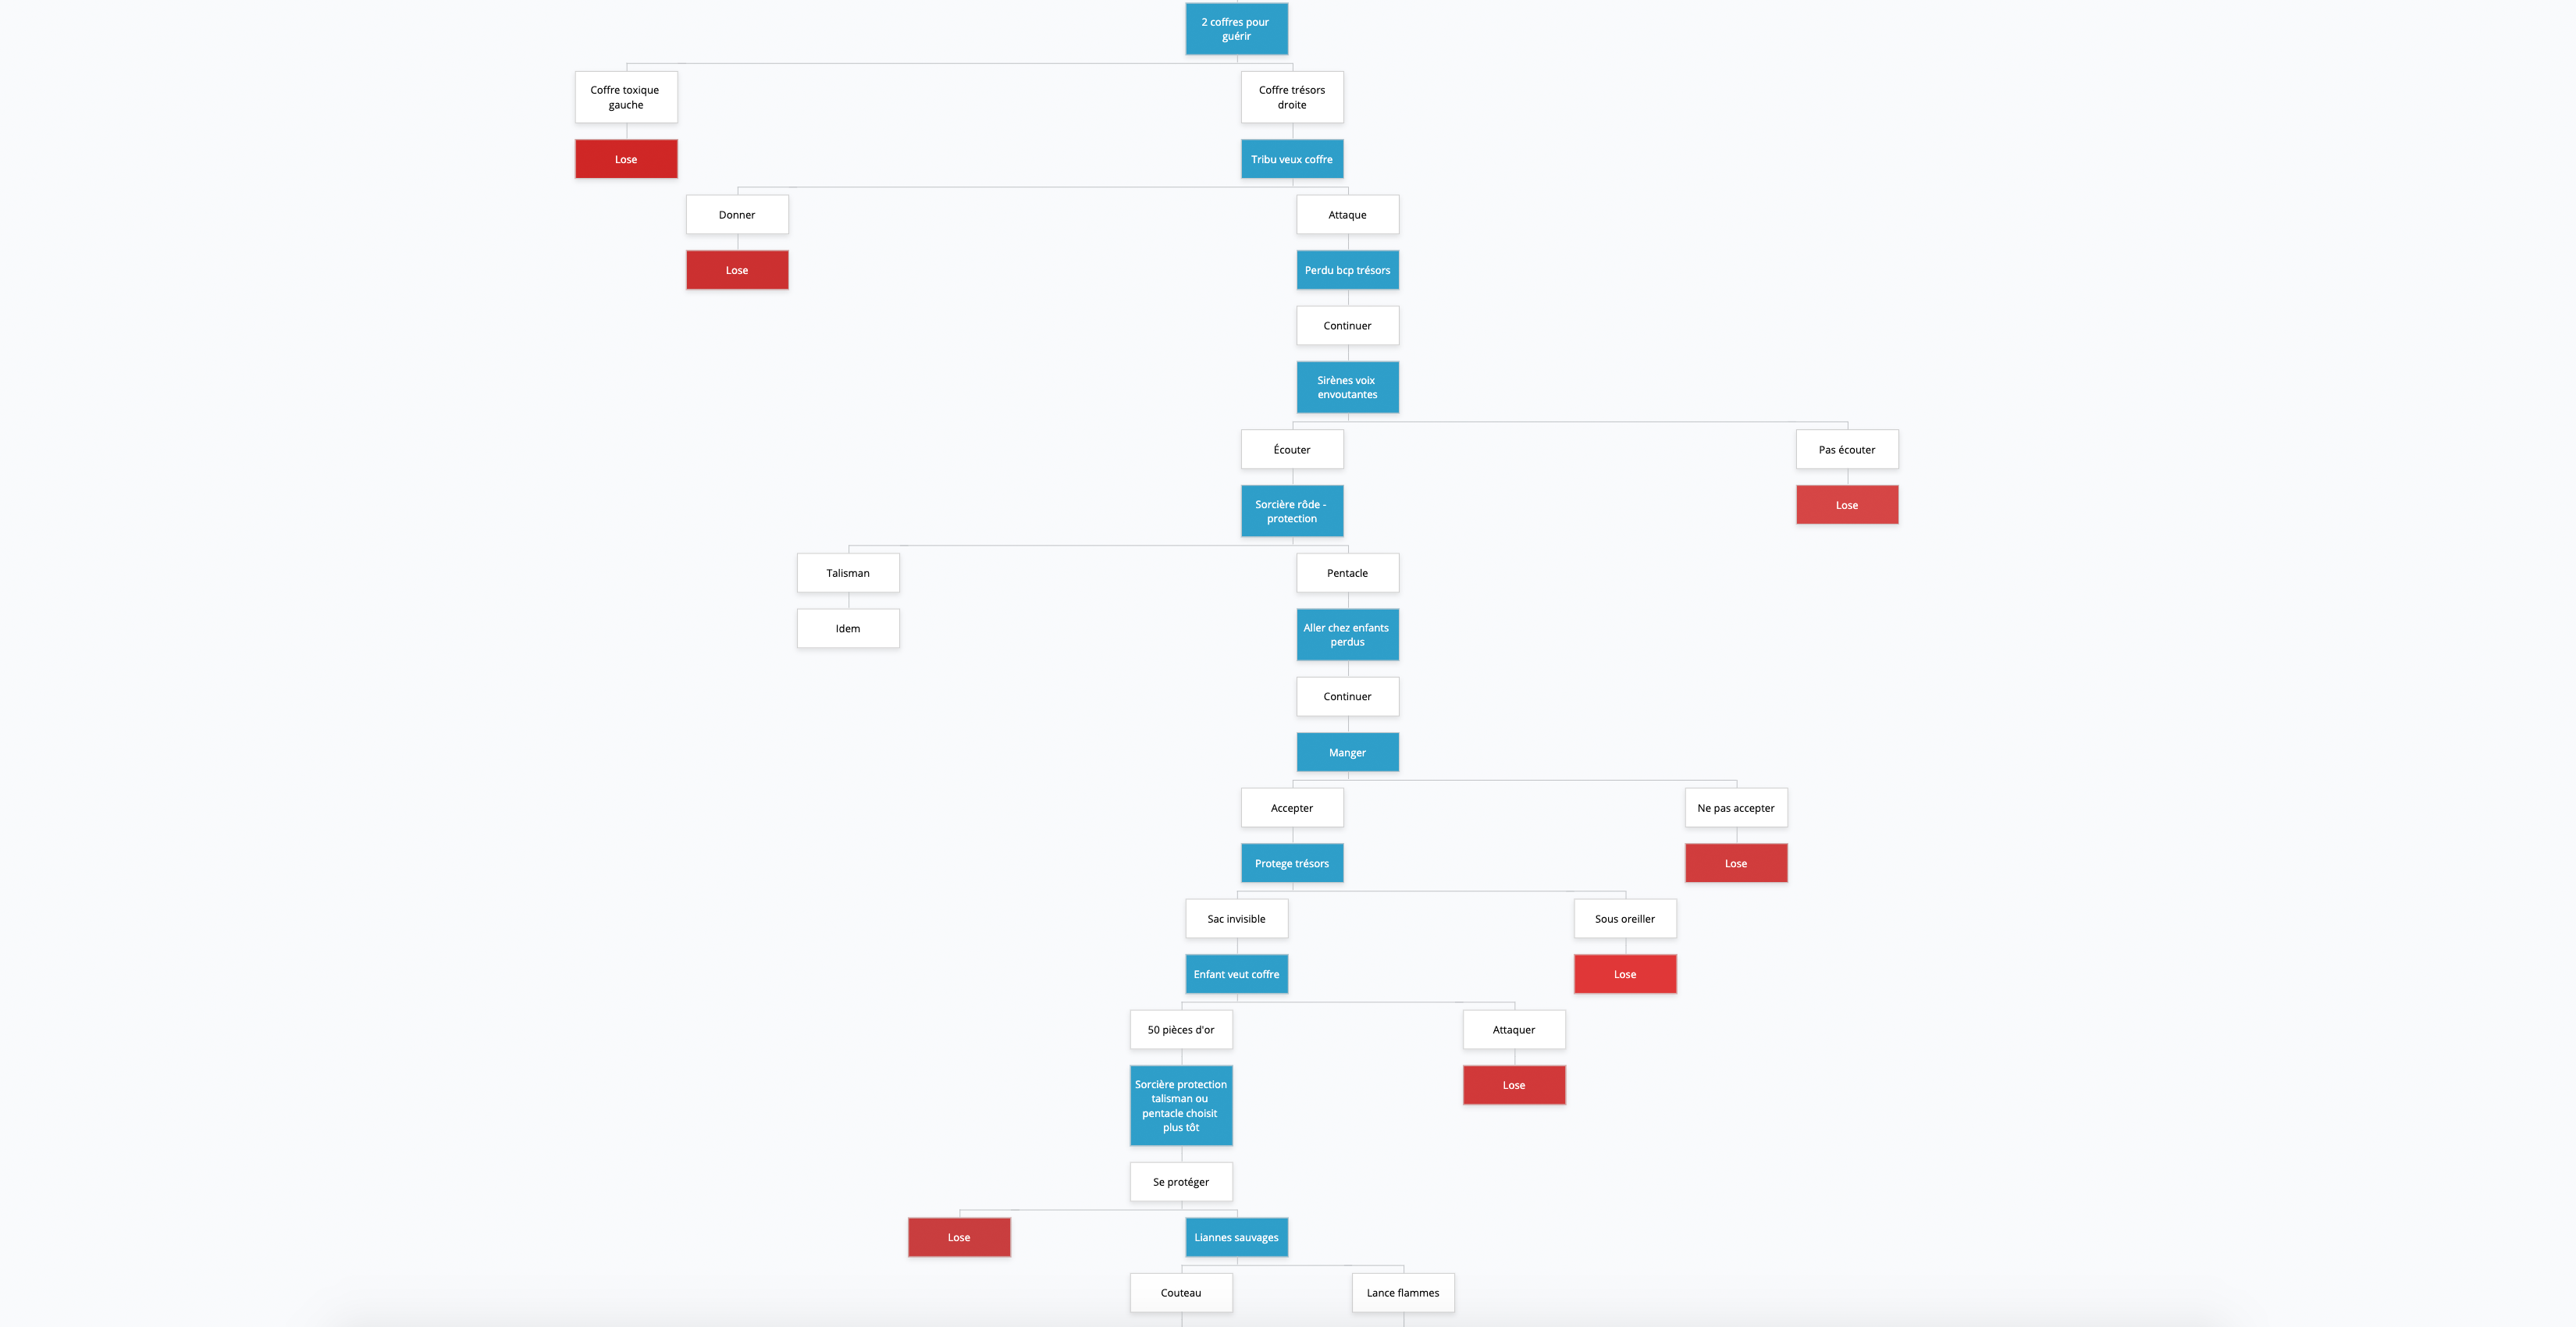 2 coffres pour
guérir
Coffre toxique
gauche
Coffre trésors
droite
Lose
Tribu veux coffre
Donner
Attaque
Lose
Perdu bcp trésors
Continuer
Sirènes voix
envoutantes
Écouter
Pas écouter
Sorcière rôde -
protection
Lose
Talisman
Pentacle
Idem
Aller chez enfants
perdus
Continuer
Manger
Accepter
Ne pas accepter
Protege trésors
Lose
Sac invisible
Sous oreiller
Enfant veut coffre
Lose
50 pièces d'or
Attaquer
Sorcière protection
talisman ou
pentacle choisit
plus tôt
Lose
Se protéger
Lose
Liannes sauvages
Couteau
Lance flammes